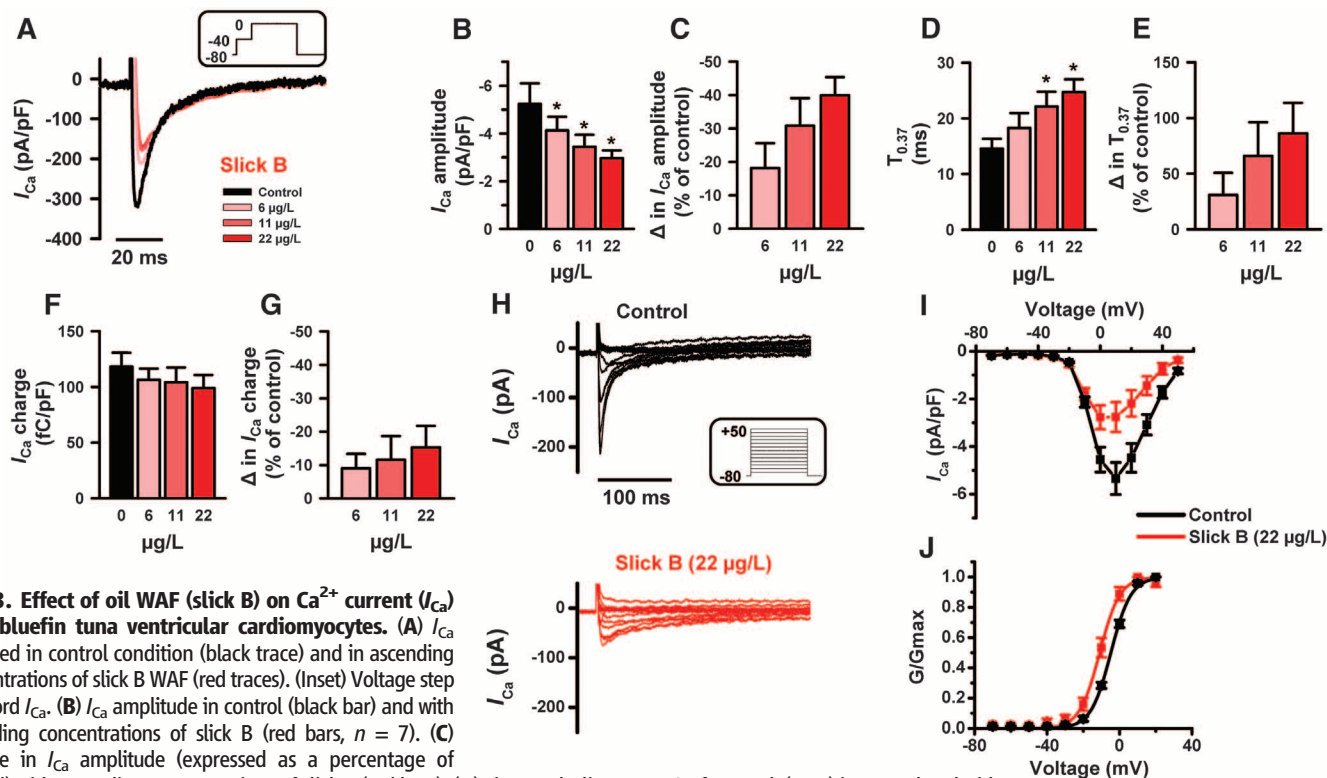 A
0
-40
-80
0
-100
-200
-300
-400
I_Ca (pA/pF)
20 ms
Slick B
Control
6 µg/L
11 µg/L
22 µg/L
B
-6
-4
-2
0
I_Ca amplitude
(pA/pF)
* * *
0 6 11 22
µg/L
C
-50
-40
-30
-20
-10
0
Δ in I_Ca amplitude
(% of control)
6 11 22
µg/L
D
30
20
10
0
T0.37
(ms)
* *
0 6 11 22
µg/L
E
150
100
50
0
Δ in T0.37
(% of control)
6 11 22
µg/L
F
150
100
50
0
I_Ca charge
(fC/pF)
0 6 11 22
µg/L
G
-50
-40
-30
-20
-10
0
Δ in I_Ca charge
(% of control)
6 11 22
µg/L
H
Control
0
-100
-200
I_Ca (pA)
100 ms
+50
-80
Slick B (22 µg/L)
0
-100
-200
I_Ca (pA)
I
Voltage (mV)
-80 -40 0 40
0
-2
-4
-6
I_Ca (pA/pF)
Control
Slick B (22 µg/L)
J
1.0
0.8
0.6
0.4
0.2
0.0
G/Gmax
-80 -40 0 40
Voltage (mV)
3. Effect of oil WAF (slick B) on Ca2+ current (ICa)
bluefin tuna ventricular cardiomyocytes. (A) ICa
ed in control condition (black trace) and in ascending
ntrations of slick B WAF (red traces). (Inset) Voltage step
ord ICa. (B) ICa amplitude in control (black bar) and with
ding concentrations of slick B (red bars, n = 7). (C)
e in ICa amplitude (expressed as a percentage of